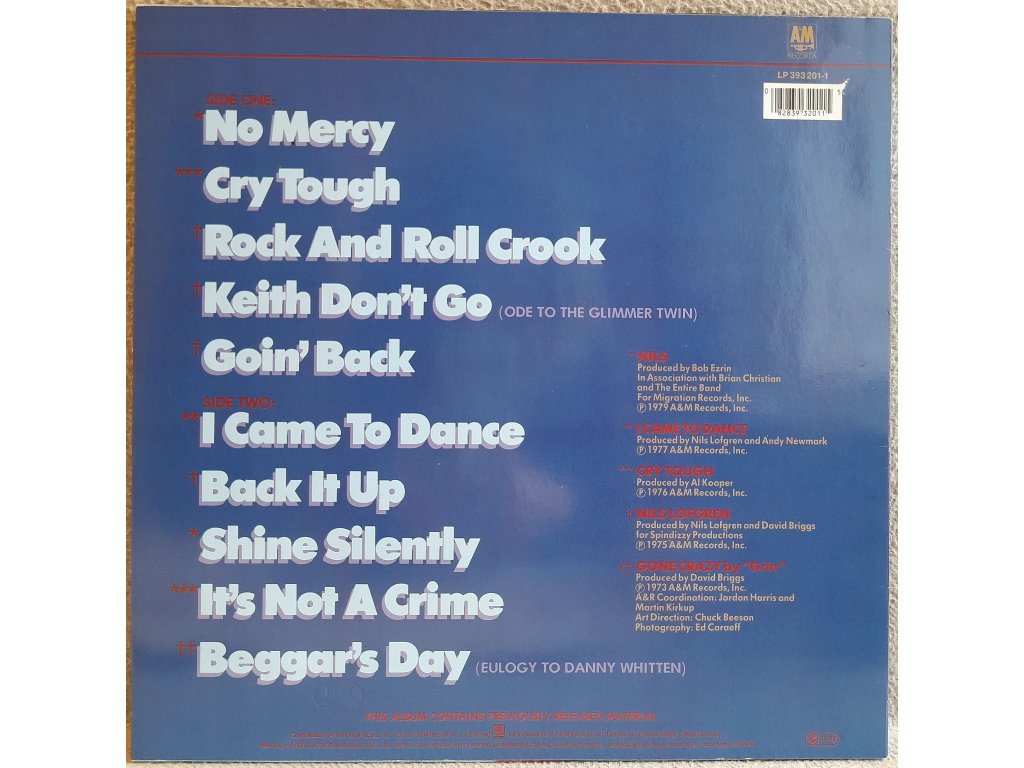 A&M
RECORDS
LP 393 201-1
0 82839 32011 5
SIDE ONE:
* No Mercy
*** Cry Tough
† Rock And Roll Crook
† Keith Don't Go (ODE TO THE GLIMMER TWIN)
† Goin' Back
SIDE TWO:
** I Came To Dance
† Back It Up
* Shine Silently
*** It's Not A Crime
†† Beggar's Day (EULOGY TO DANNY WHITTEN)
* NILS
Produced by Bob Ezrin
In Association with Brian Christian
and The Entire Band
For Migration Records, Inc.
℗ 1979 A&M Records, Inc.
** I CAME TO DANCE
Produced by Nils Lofgren and Andy Newmark
℗ 1977 A&M Records, Inc.
*** CRY TOUGH
Produced by Al Kooper
℗ 1976 A&M Records, Inc.
† NILS LOFGREN
Produced by Nils Lofgren and David Briggs
for Spindizzy Productions
℗ 1975 A&M Records, Inc.
†† GONE CRAZY by "Grin"
Produced by David Briggs
℗ 1973 A&M Records, Inc.
A&R Coordination: Jordan Harris and
Martin Kirkup
Art Direction: Chuck Beeson
Photography: Ed Caraeff
THIS ALBUM CONTAINS PREVIOUSLY RELEASED MATERIAL.